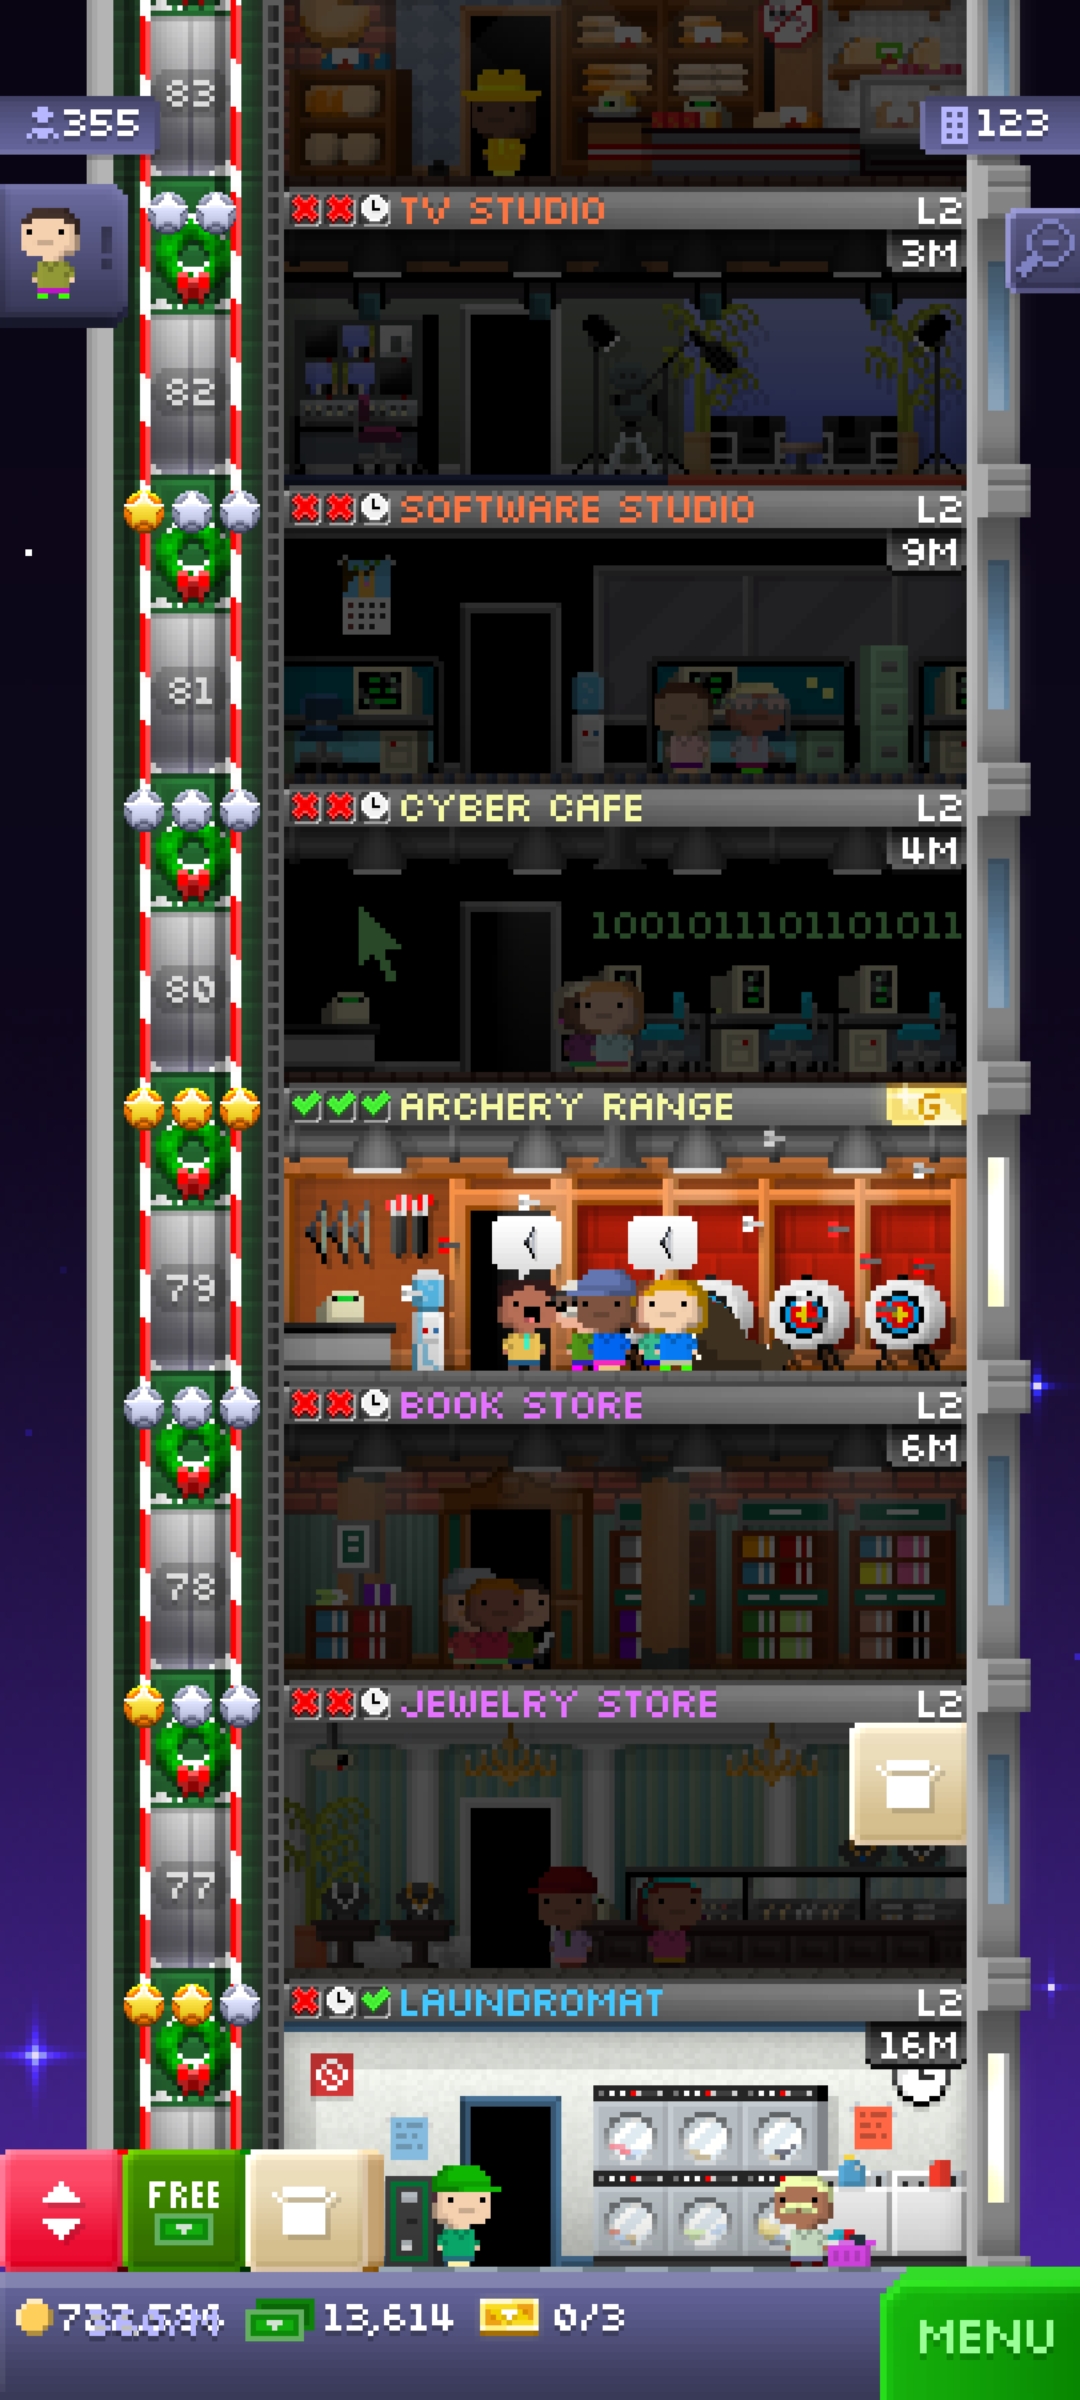 83
355
123
TV STUDIO L2
3M
!
82
SOFTWARE STUDIO L2
9M
81
CYBER CAFE L2
4M
1001011101101011
80
ARCHERY RANGE G
79
BOOK STORE L2
6M
78
JEWELRY STORE L2
77
LAUNDROMAT L2
16M
FREE
13,614
0/3
MENU